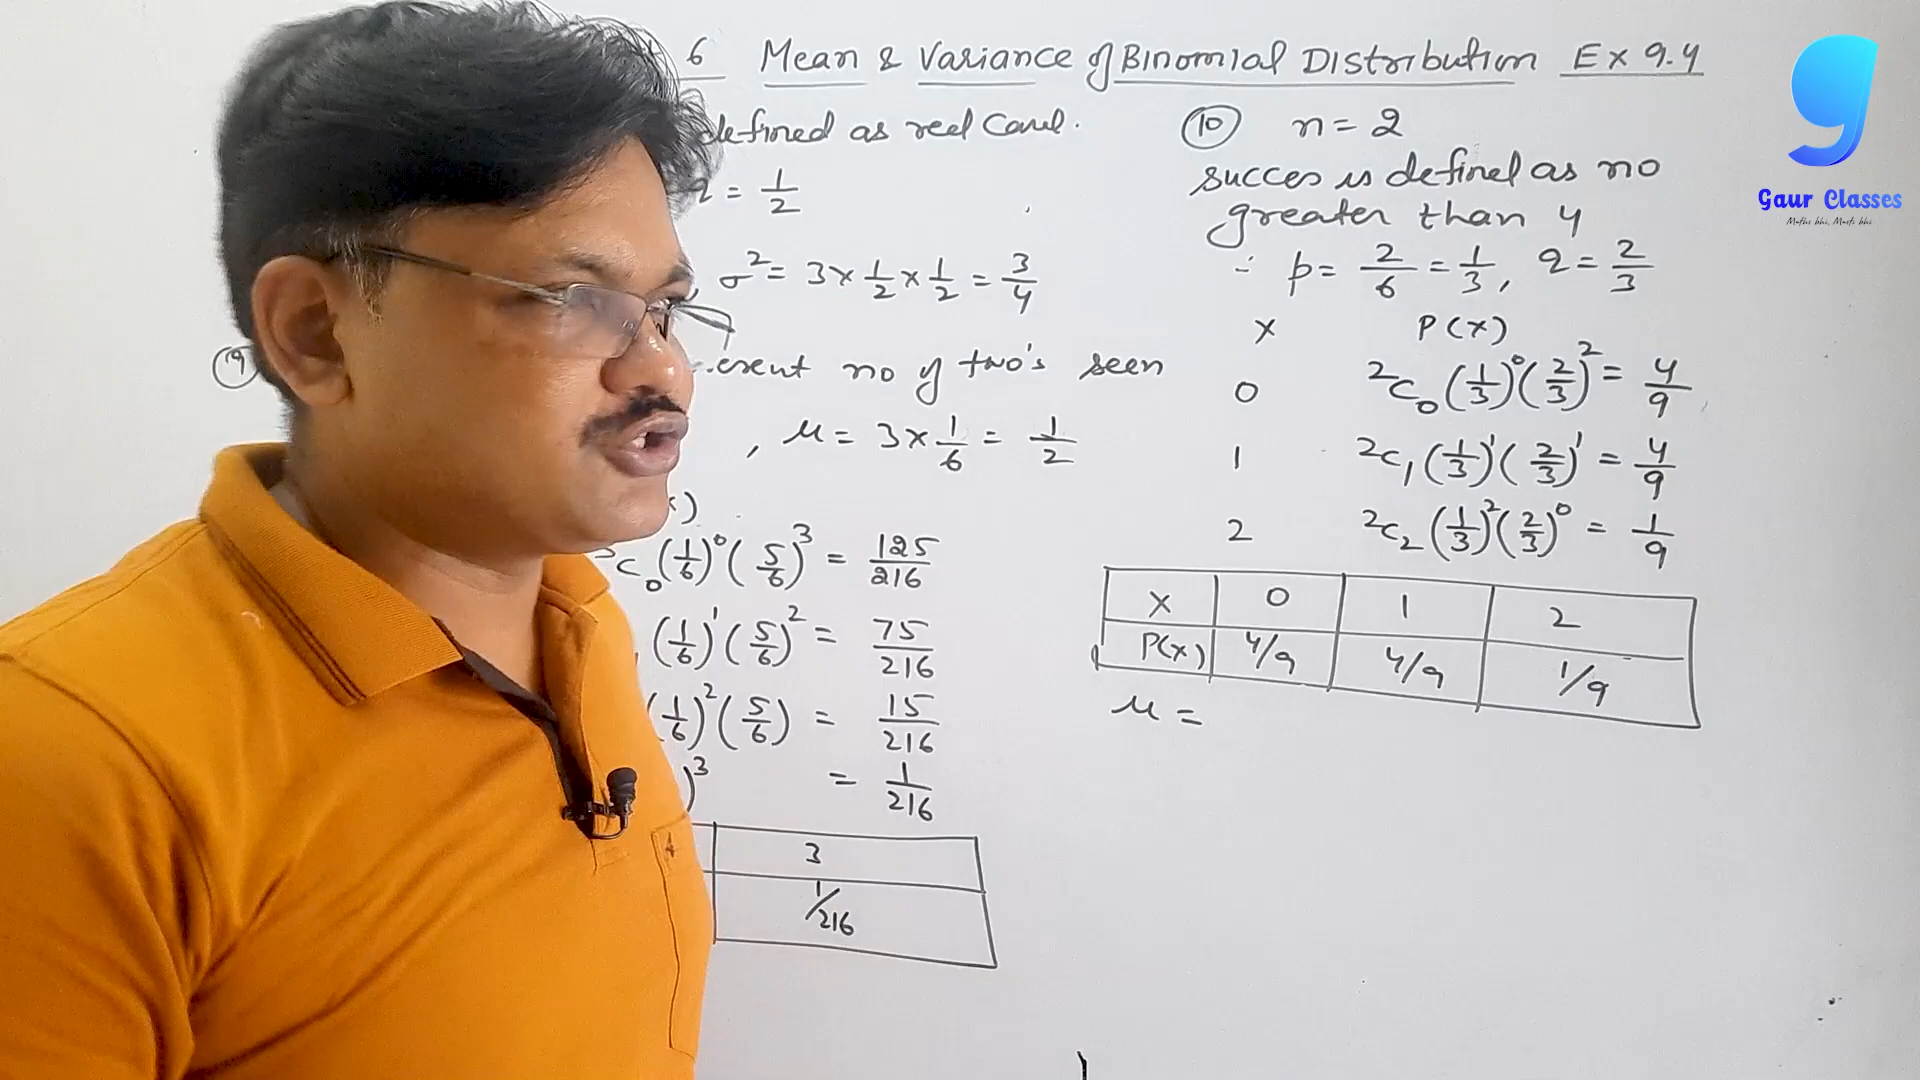 6 Mean & Variance of Binomial Distribution Ex 9.4
defined as red Card.
= 1/2
σ² = 3 × 1/2 × 1/2 = 3/4
no of two's seen
, μ = 3 × 1/6 = 1/2
x)
C₀ (1/6)⁰ (5/6)³ = 125/216
(1/6)¹ (5/6)² = 75/216
(1/6)² (5/6) = 15/216
)³ = 1/216
3
1/216
(10) n = 2
succes is defined as no
greater than 4
∴ p = 2/6 = 1/3, q = 2/3
X P(X)
0 ²C₀ (1/3)⁰ (2/3)² = 4/9
1 ²C₁ (1/3)¹ (2/3)¹ = 4/9
2 ²C₂ (1/3)² (2/3)⁰ = 1/9
X 0 1 2
P(X) 4/9 4/9 1/9
μ =
g
Gaur Classes
Maths bhi, Masti bhi